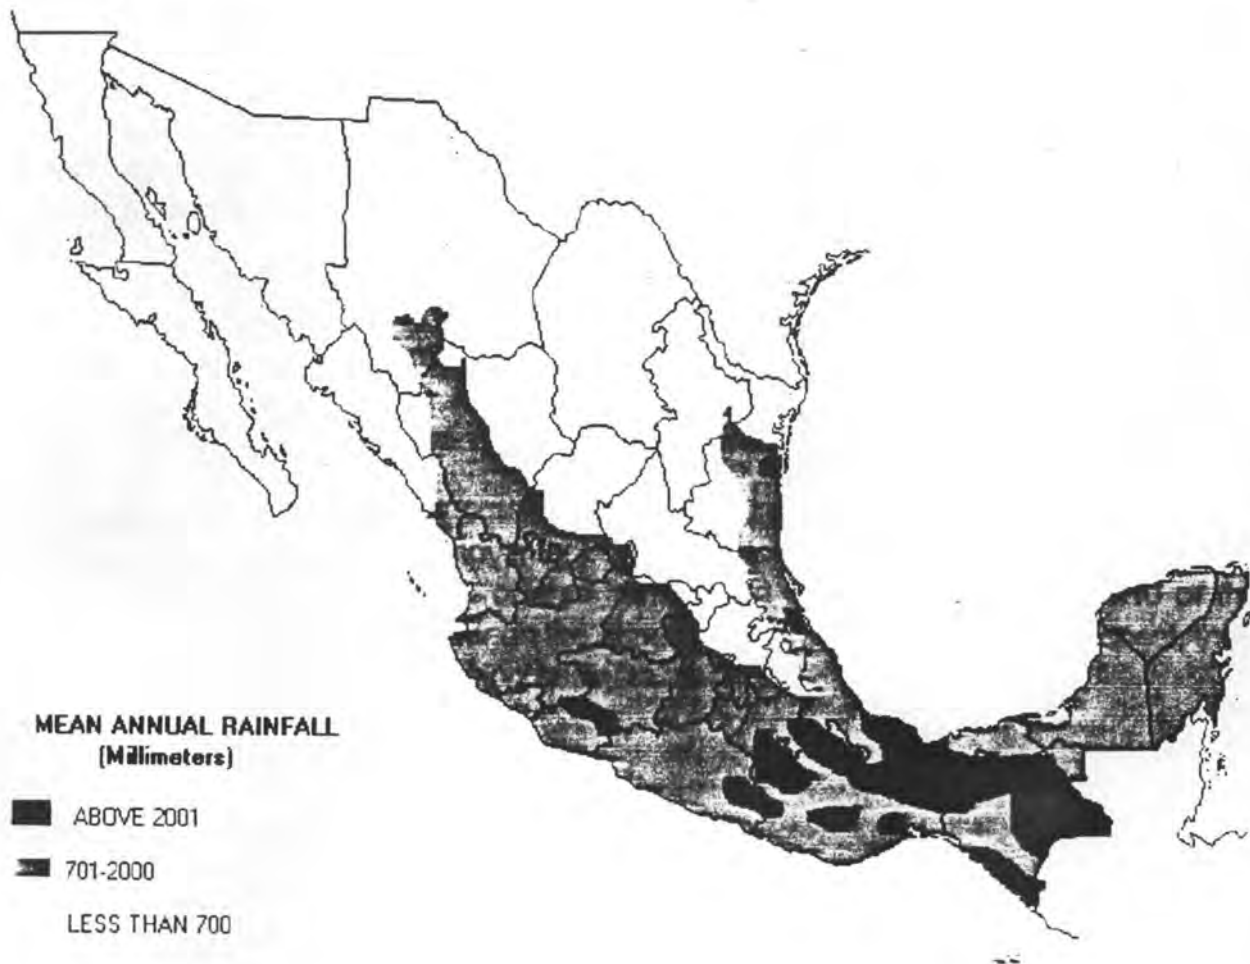 MEAN ANNUAL RAINFALL
(Millimeters)
ABOVE 2001
701-2000
LESS THAN 700